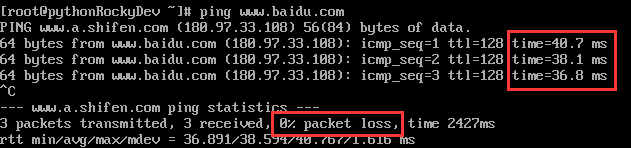 [root@pythonRockyDev ~]# ping www.baidu.com
PING www.a.shifen.com (180.97.33.108) 56(84) bytes of data.
64 bytes from www.baidu.com (180.97.33.108): icmp_seq=1 ttl=128 time=40.7 ms
64 bytes from www.baidu.com (180.97.33.108): icmp_seq=2 ttl=128 time=38.1 ms
64 bytes from www.baidu.com (180.97.33.108): icmp_seq=3 ttl=128 time=36.8 ms
^C
--- www.a.shifen.com ping statistics ---
3 packets transmitted, 3 received, 0% packet loss, time 2427ms
rtt min/avg/max/mdev = 36.891/38.594/40.767/1.616 ms